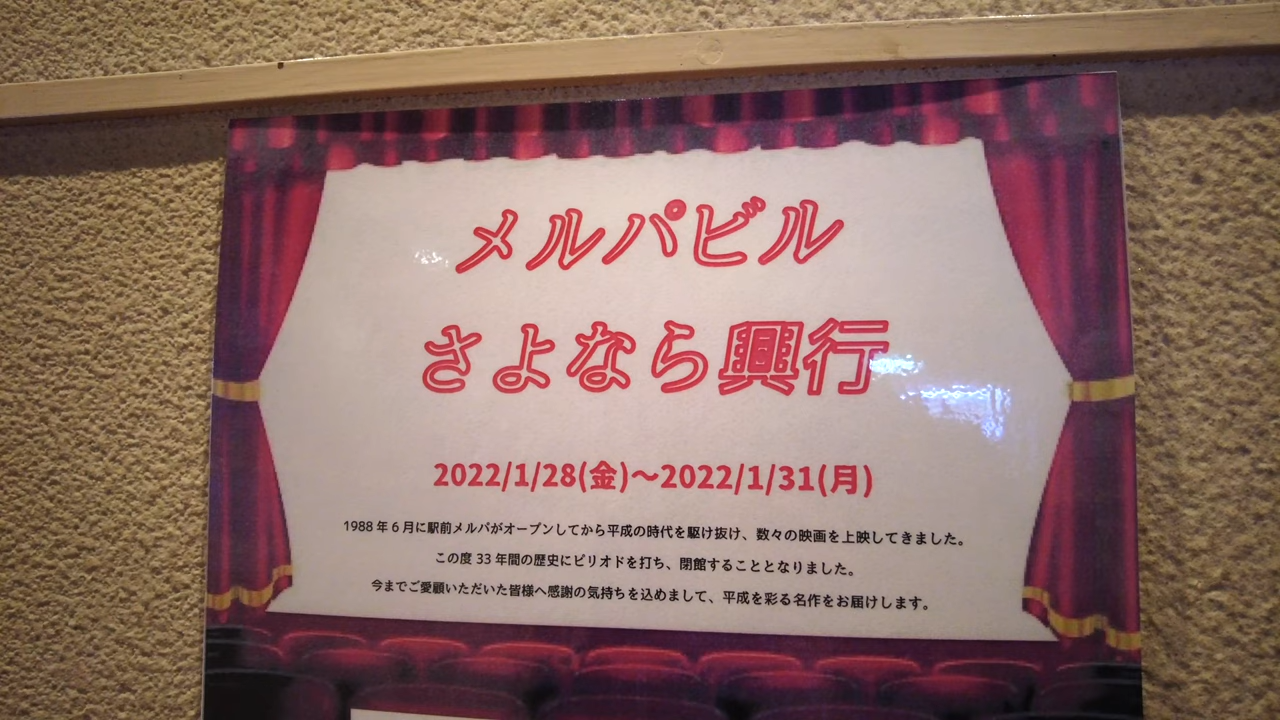 メルパビル
さよなら興行
2022/1/28(金)～2022/1/31(月)
1988年6月に駅前メルパがオープンしてから平成の時代を駆け抜け、数々の映画を上映してきました。
この度 33年間の歴史にピリオドを打ち、閉館することとなりました。
今までご愛顧いただいた皆様へ感謝の気持ちを込めまして、平成を彩る名作をお届けします。